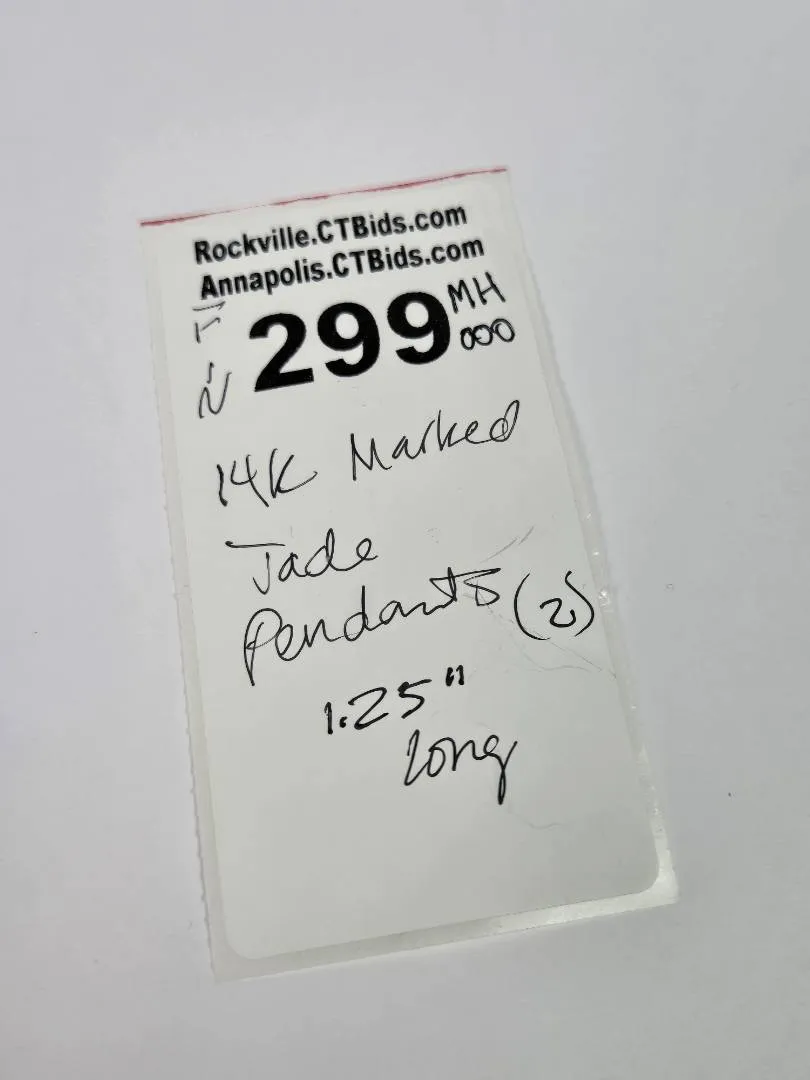 Rockville.CTBids.com
Annapolis.CTBids.com
299
MH
000
14K Marked
Jade
Pendants (2)
1.25"
long